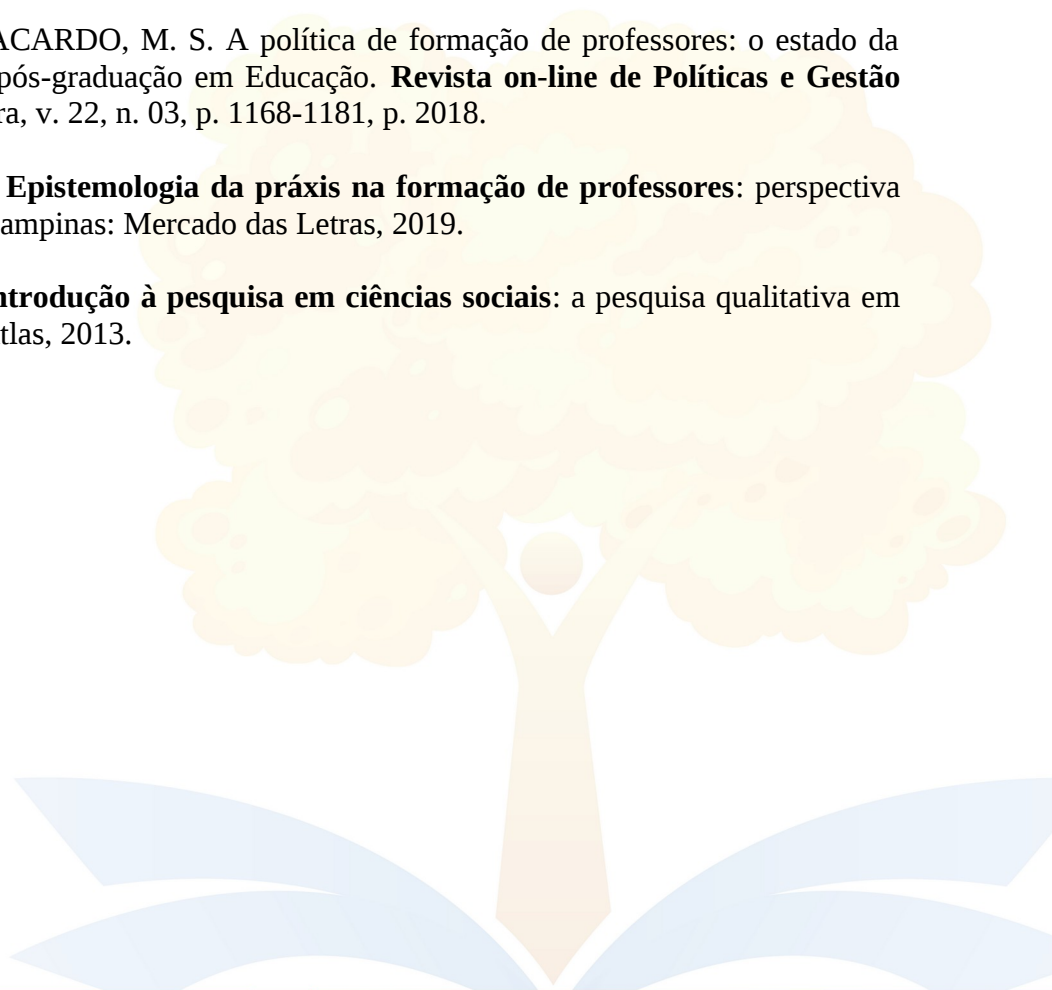 ACARDO, M. S. A política de formação de professores: o estado da
pós-graduação em Educação. Revista on-line de Políticas e Gestão
ra, v. 22, n. 03, p. 1168-1181, p. 2018.
Epistemologia da práxis na formação de professores: perspectiva
ampinas: Mercado das Letras, 2019.
ntrodução à pesquisa em ciências sociais: a pesquisa qualitativa em
tlas, 2013.